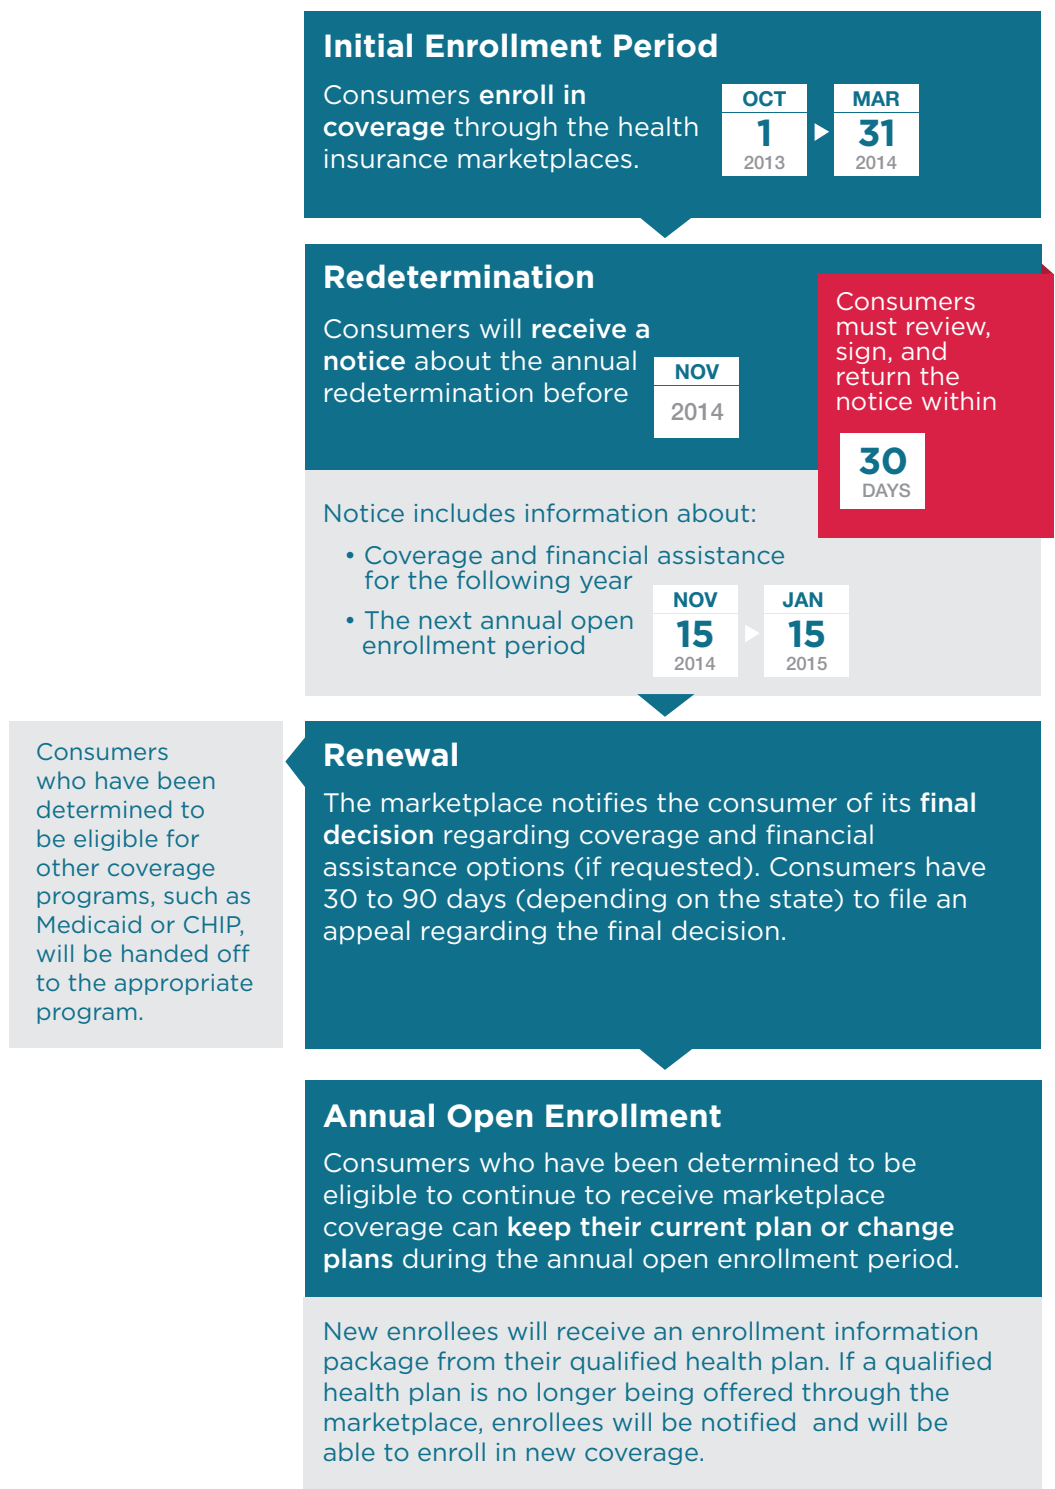 Initial Enrollment Period
Consumers enroll in
coverage through the health
insurance marketplaces.
OCT
1
2013
MAR
31
2014
Redetermination
Consumers will receive a
notice about the annual
redetermination before
NOV
2014
Consumers
must review,
sign, and
return the
notice within
30
DAYS
Notice includes information about:
• Coverage and financial assistance
for the following year
• The next annual open
enrollment period
NOV
15
2014
JAN
15
2015
Consumers
who have been
determined to
be eligible for
other coverage
programs, such as
Medicaid or CHIP,
will be handed off
to the appropriate
program.
Renewal
The marketplace notifies the consumer of its final
decision regarding coverage and financial
assistance options (if requested). Consumers have
30 to 90 days (depending on the state) to file an
appeal regarding the final decision.
Annual Open Enrollment
Consumers who have been determined to be
eligible to continue to receive marketplace
coverage can keep their current plan or change
plans during the annual open enrollment period.
New enrollees will receive an enrollment information
package from their qualified health plan. If a qualified
health plan is no longer being offered through the
marketplace, enrollees will be notified and will be
able to enroll in new coverage.